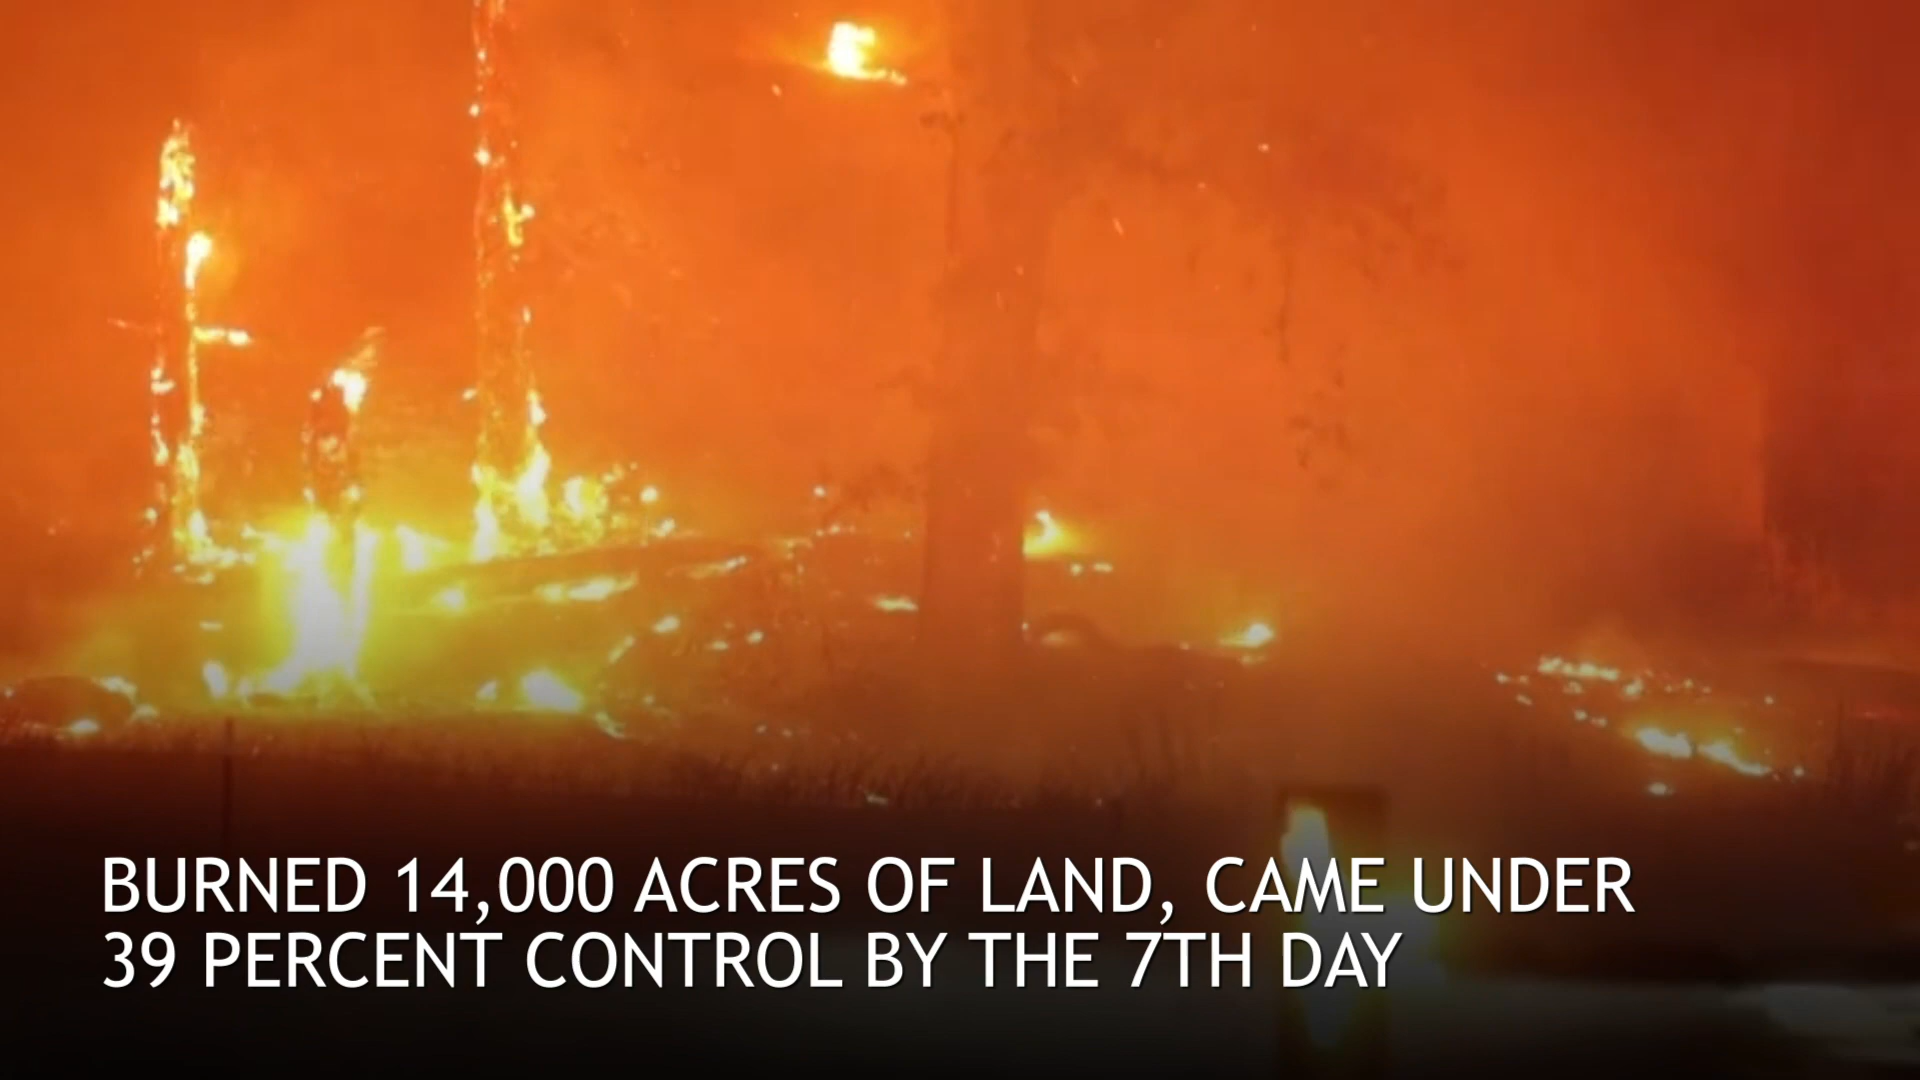 BURNED 14,000 ACRES OF LAND, CAME UNDER
39 PERCENT CONTROL BY THE 7TH DAY